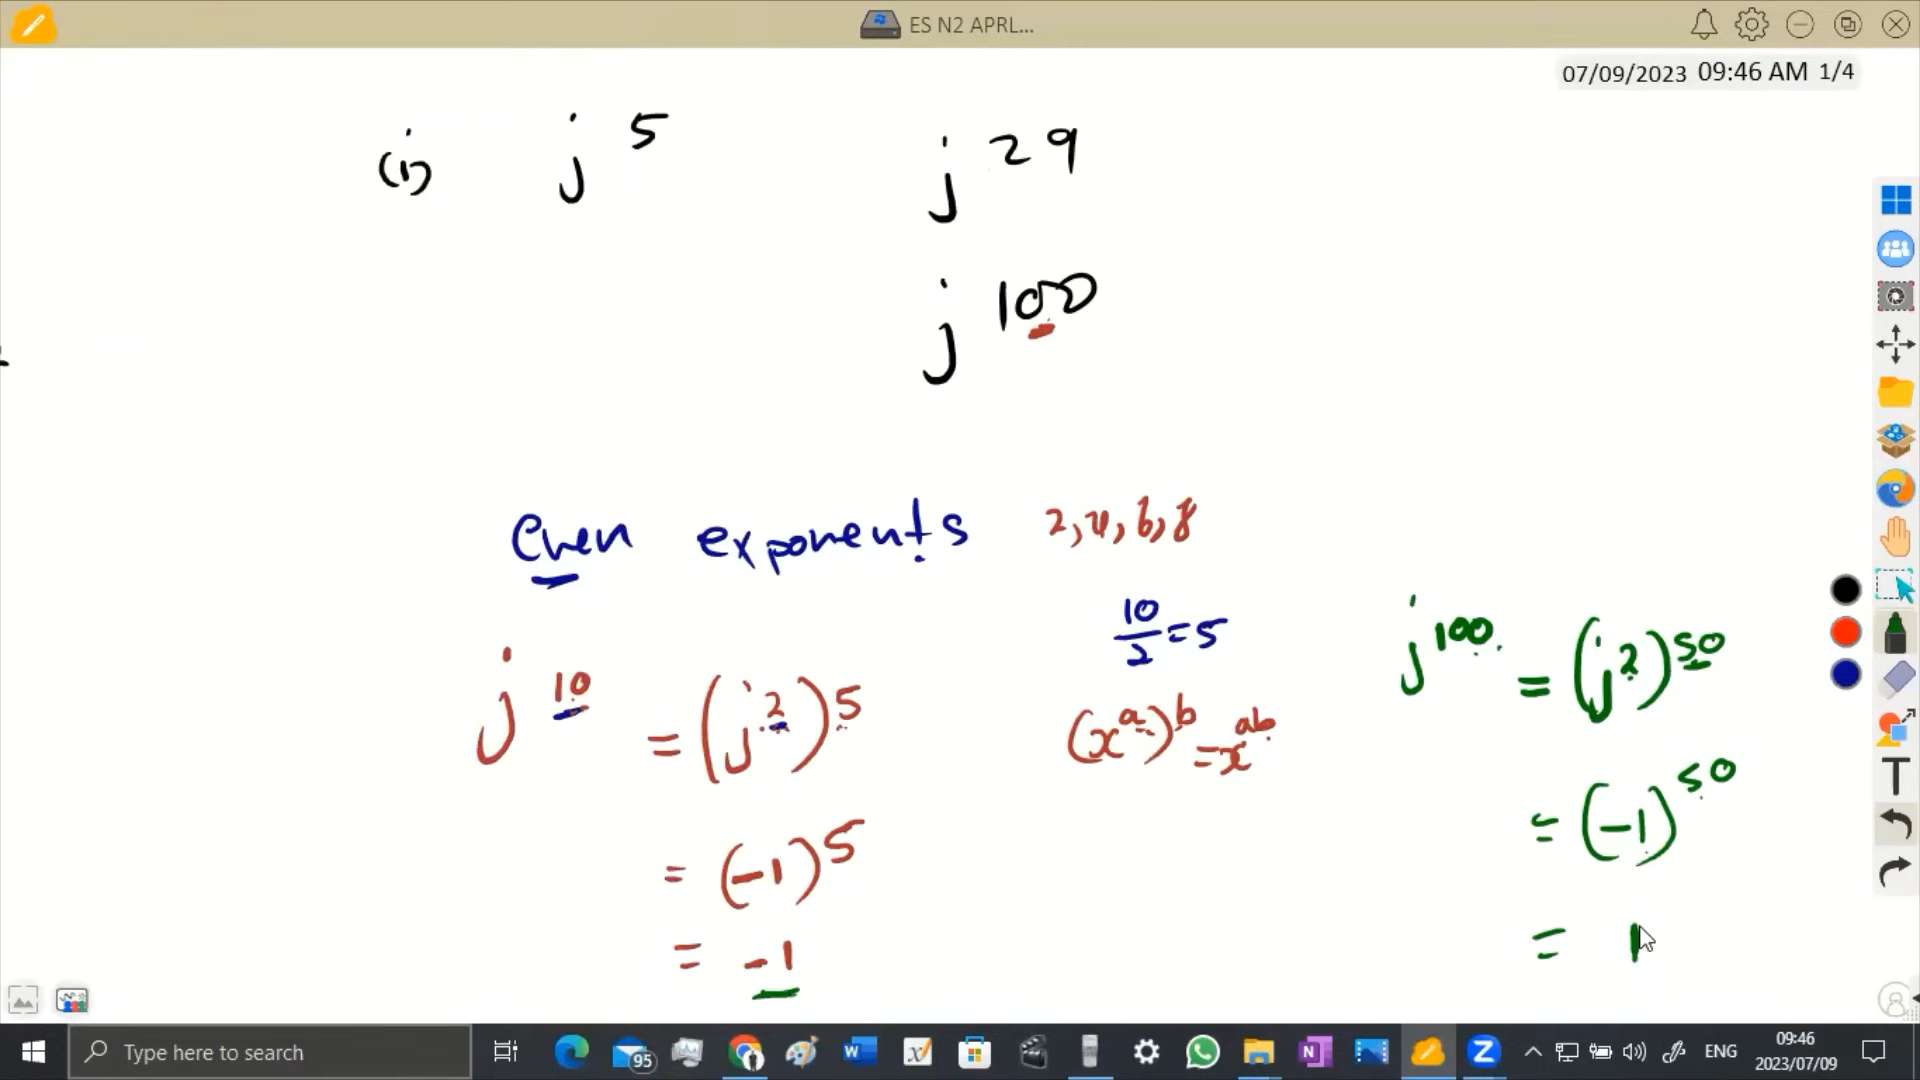 ES N2 APRL...
07/09/2023 09:46 AM 1/4
(i) j^5 j^29
j^100
Even exponents 2,4,6,8
10/2 = 5
j^10 = (j^2)^5
(x^a)^b = x^ab
j^100 = (j^2)^50
= (-1)^5
= (-1)^50
= -1
= 1
T
Type here to search
95
ENG
09:46
2023/07/09